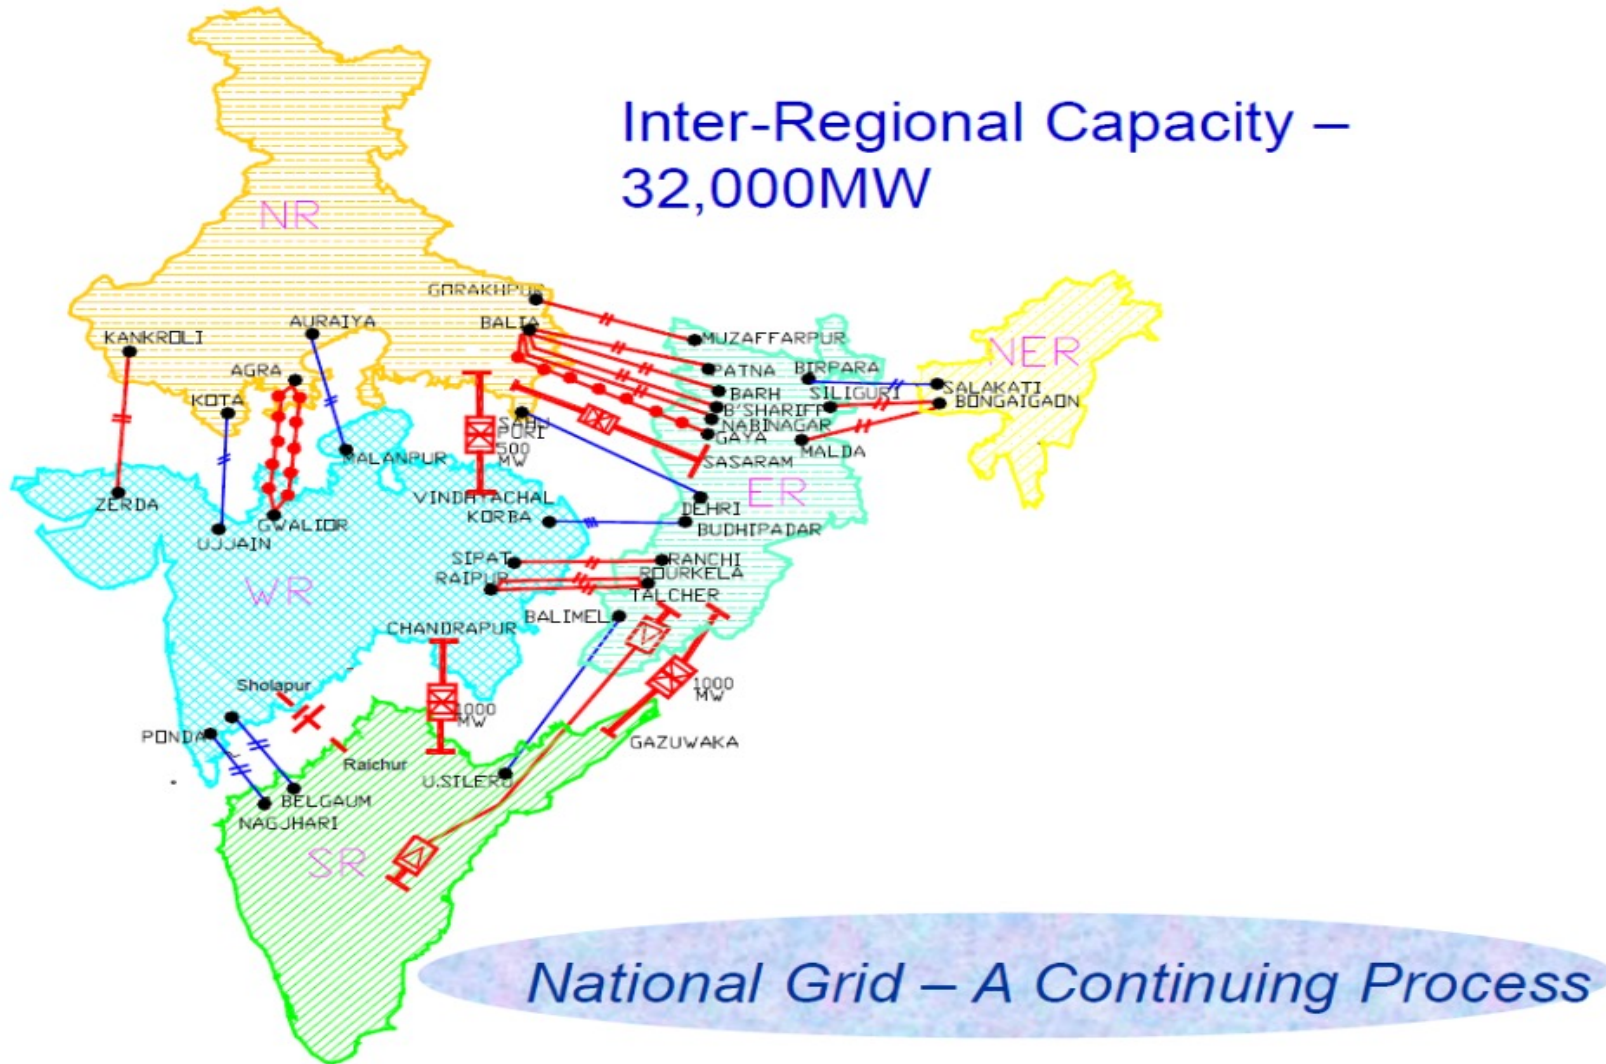 Inter-Regional Capacity –
32,000MW
NR
GORAKHPUR
AURAIYA
BALIA
KANKROLI
MUZAFFARPUR
NER
AGRA
PATNA
BIRPARA
KOTA
BARH
SILIGURI
SALAKATI
B'SHARIFF
BONGAIGAON
SAHU
PURI
500
MW
NABINAGAR
GAYA
MALDA
MALANPUR
SASARAM
ER
ZERDA
VINDHYACHAL
GWALIOR
KORBA
DEHRI
BUDHIPADAR
UJJAIN
SIPAT
RANCHI
RAIPUR
ROURKELA
WR
TALCHER
BALIMELA
CHANDRAPUR
Sholapur
1000
MW
1000
MW
PONDA
GAZUWAKA
Raichur
U.SILERU
BELGAUM
NAGJHARI
SR
National Grid – A Continuing Process